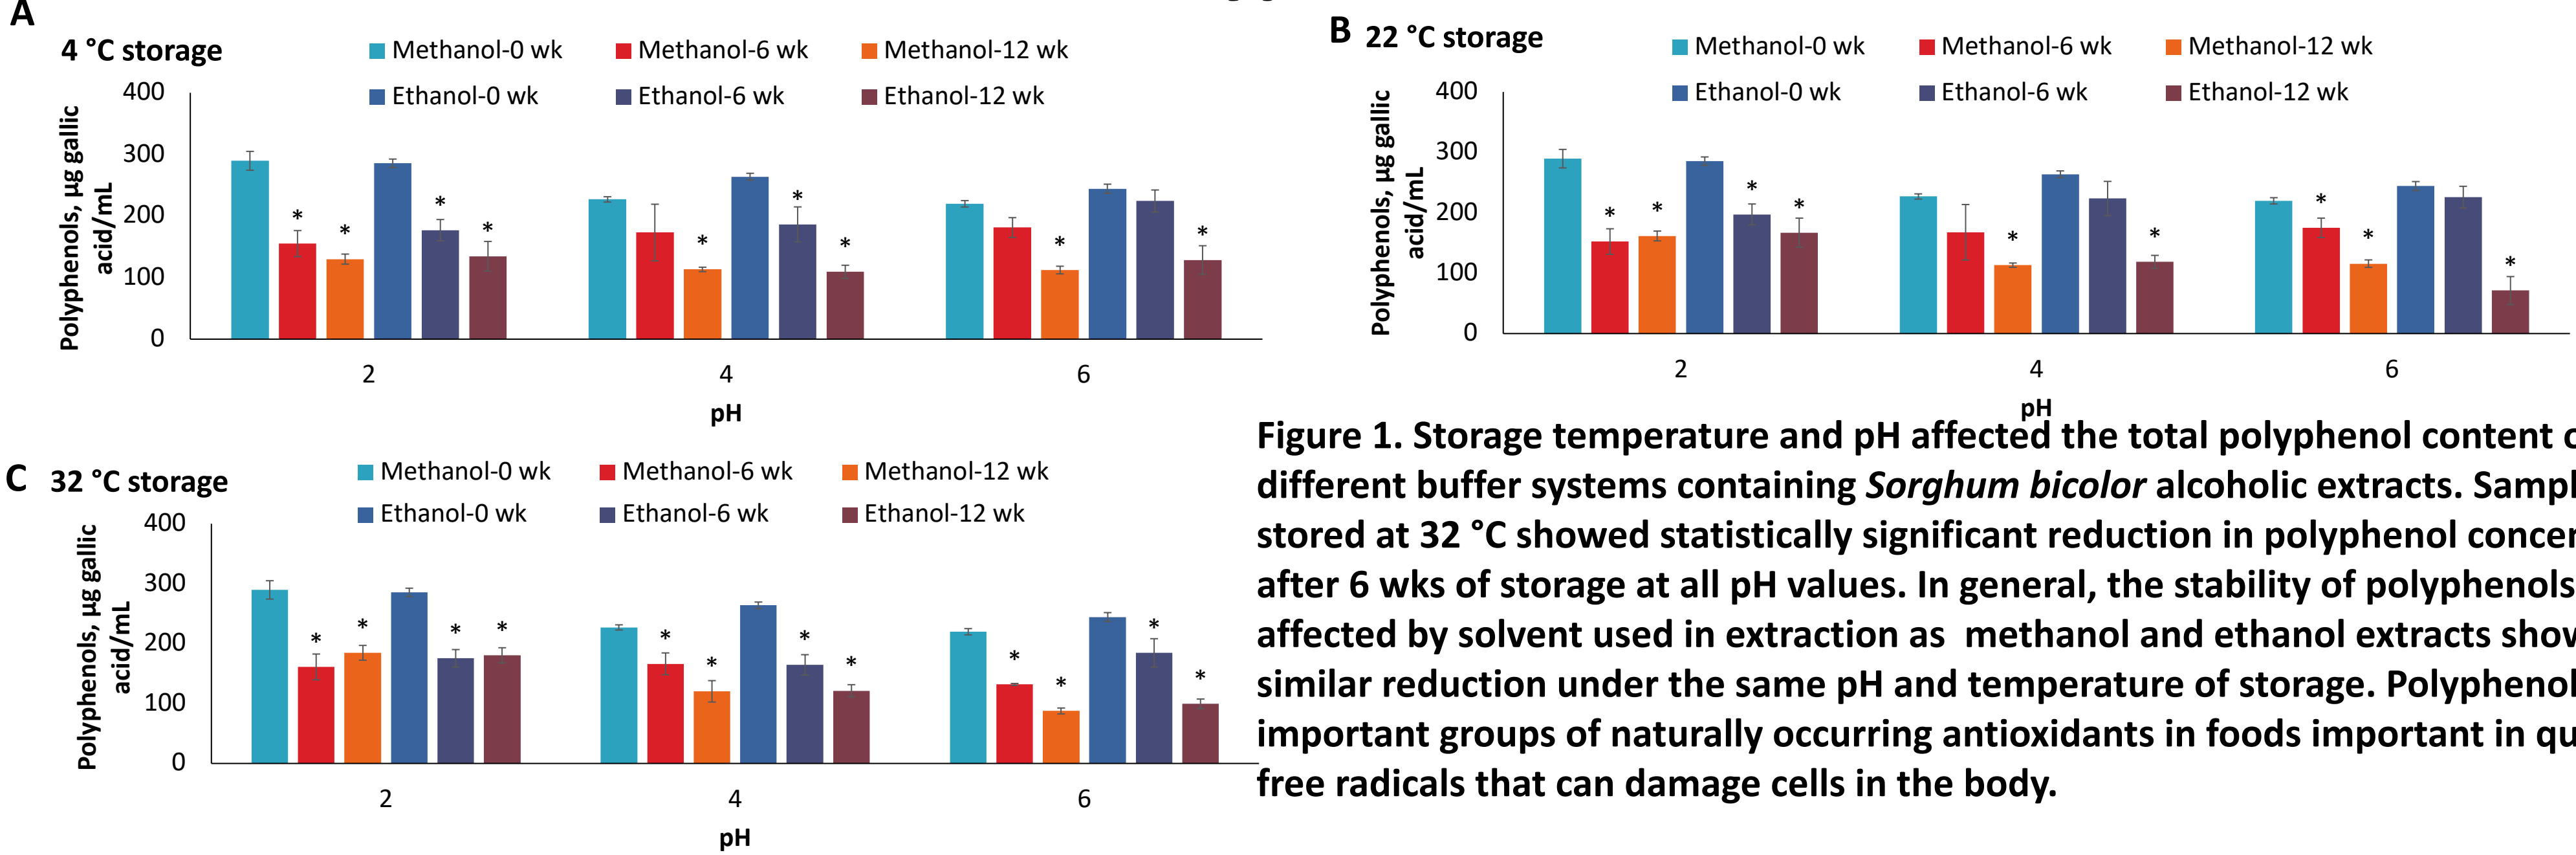 A
4 °C storage
Methanol-0 wk Methanol-6 wk Methanol-12 wk
Ethanol-0 wk Ethanol-6 wk Ethanol-12 wk
Polyphenols, µg gallic
acid/mL
400
300
200
100
0
* * * *
* * *
* *
2 4 6
pH
B
22 °C storage
Methanol-0 wk Methanol-6 wk Methanol-12 wk
Ethanol-0 wk Ethanol-6 wk Ethanol-12 wk
Polyphenols, µg gallic
acid/mL
400
300
200
100
0
* * * *
* *
* * *
2 4 6
pH
C
32 °C storage
Methanol-0 wk Methanol-6 wk Methanol-12 wk
Ethanol-0 wk Ethanol-6 wk Ethanol-12 wk
Polyphenols, µg gallic
acid/mL
400
300
200
100
0
* * * *
* * * *
* * * *
2 4 6
pH
Figure 1. Storage temperature and pH affected the total polyphenol content
different buffer systems containing Sorghum bicolor alcoholic extracts.
stored at 32 °C showed statistically significant reduction in polyphenol
after 6 wks of storage at all pH values. In general, the stability of polyphenols
affected by solvent used in extraction as methanol and ethanol extracts
similar reduction under the same pH and temperature of storage.
important groups of naturally occurring antioxidants in foods important in
free radicals that can damage cells in the body.